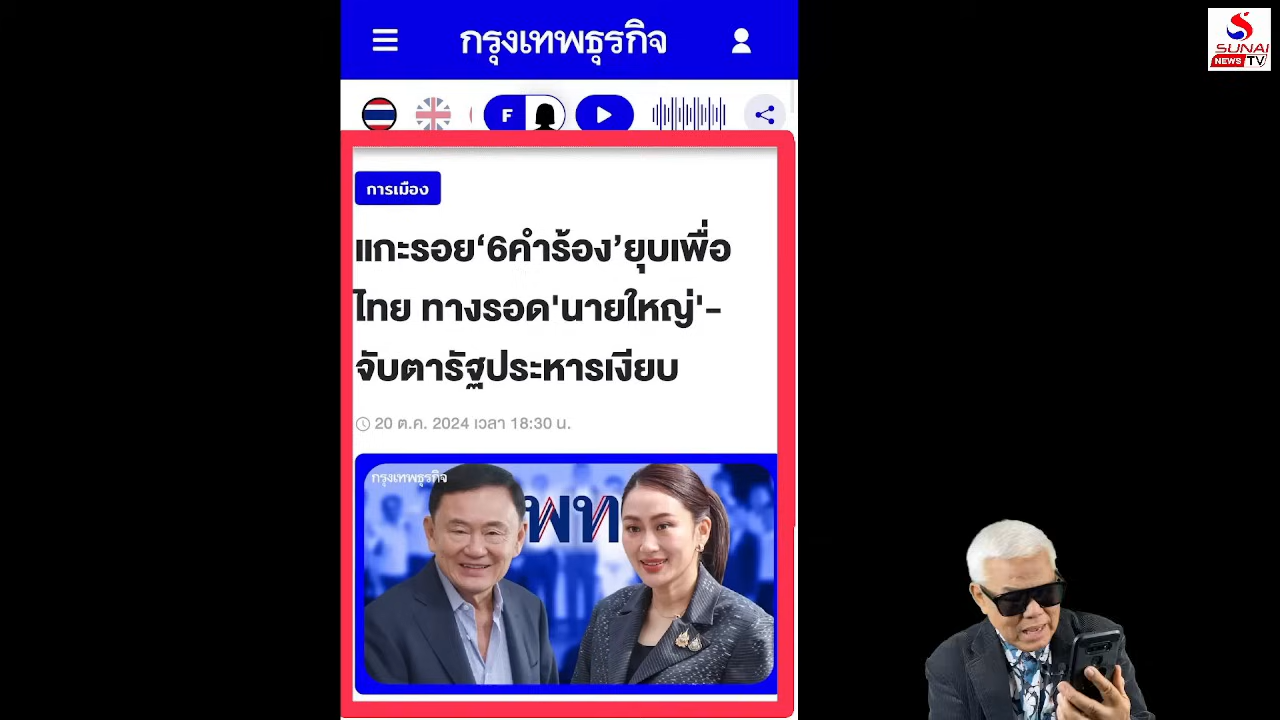 กรุงเทพธุรกิจ
SUNAI
NEWS TV
F
การเมือง
แกะรอย‘6คำร้อง’ยุบเพื่อ
ไทย ทางรอด'นายใหญ่'-
จับตารัฐประหารเงียบ
20 ต.ค. 2024 เวลา 18:30 น.
กรุงเทพธุรกิจ
พท